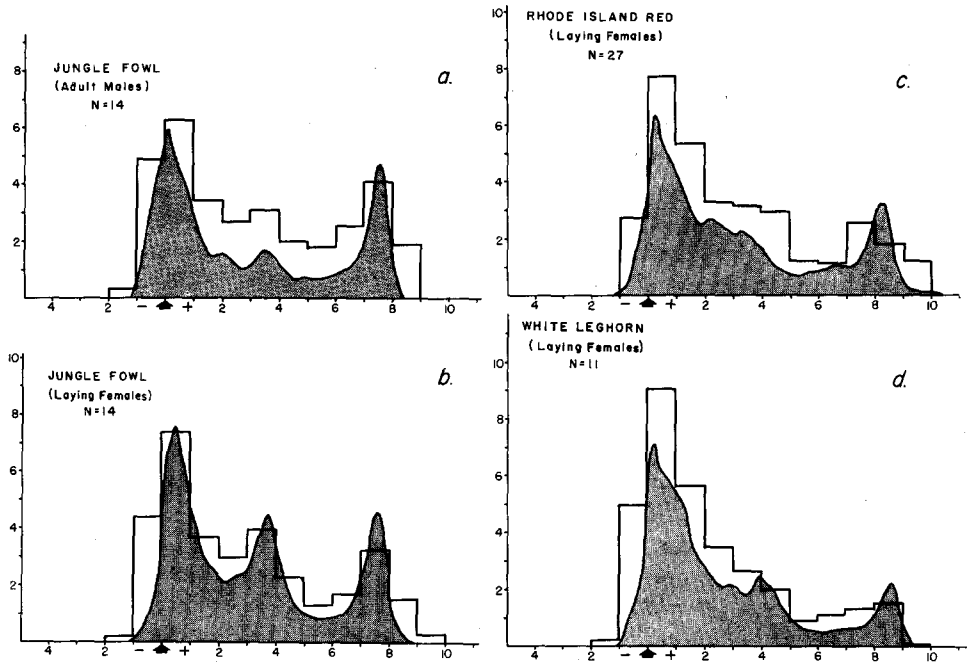 JUNGLE FOWL
(Adult Males)
N=14
a.
8
6
4
2
4 2 - + 2 4 6 8 10
RHODE ISLAND RED
(Laying Females)
N=27
c.
10
8
6
4
2
4 2 - + 2 4 6 8 10
JUNGLE FOWL
(Laying Females)
N=14
b.
10
8
6
4
2
4 2 - + 2 4 6 8 10
WHITE LEGHORN
(Laying Females)
N=11
d.
10
8
6
4
2
4 2 - + 2 4 6 8 10